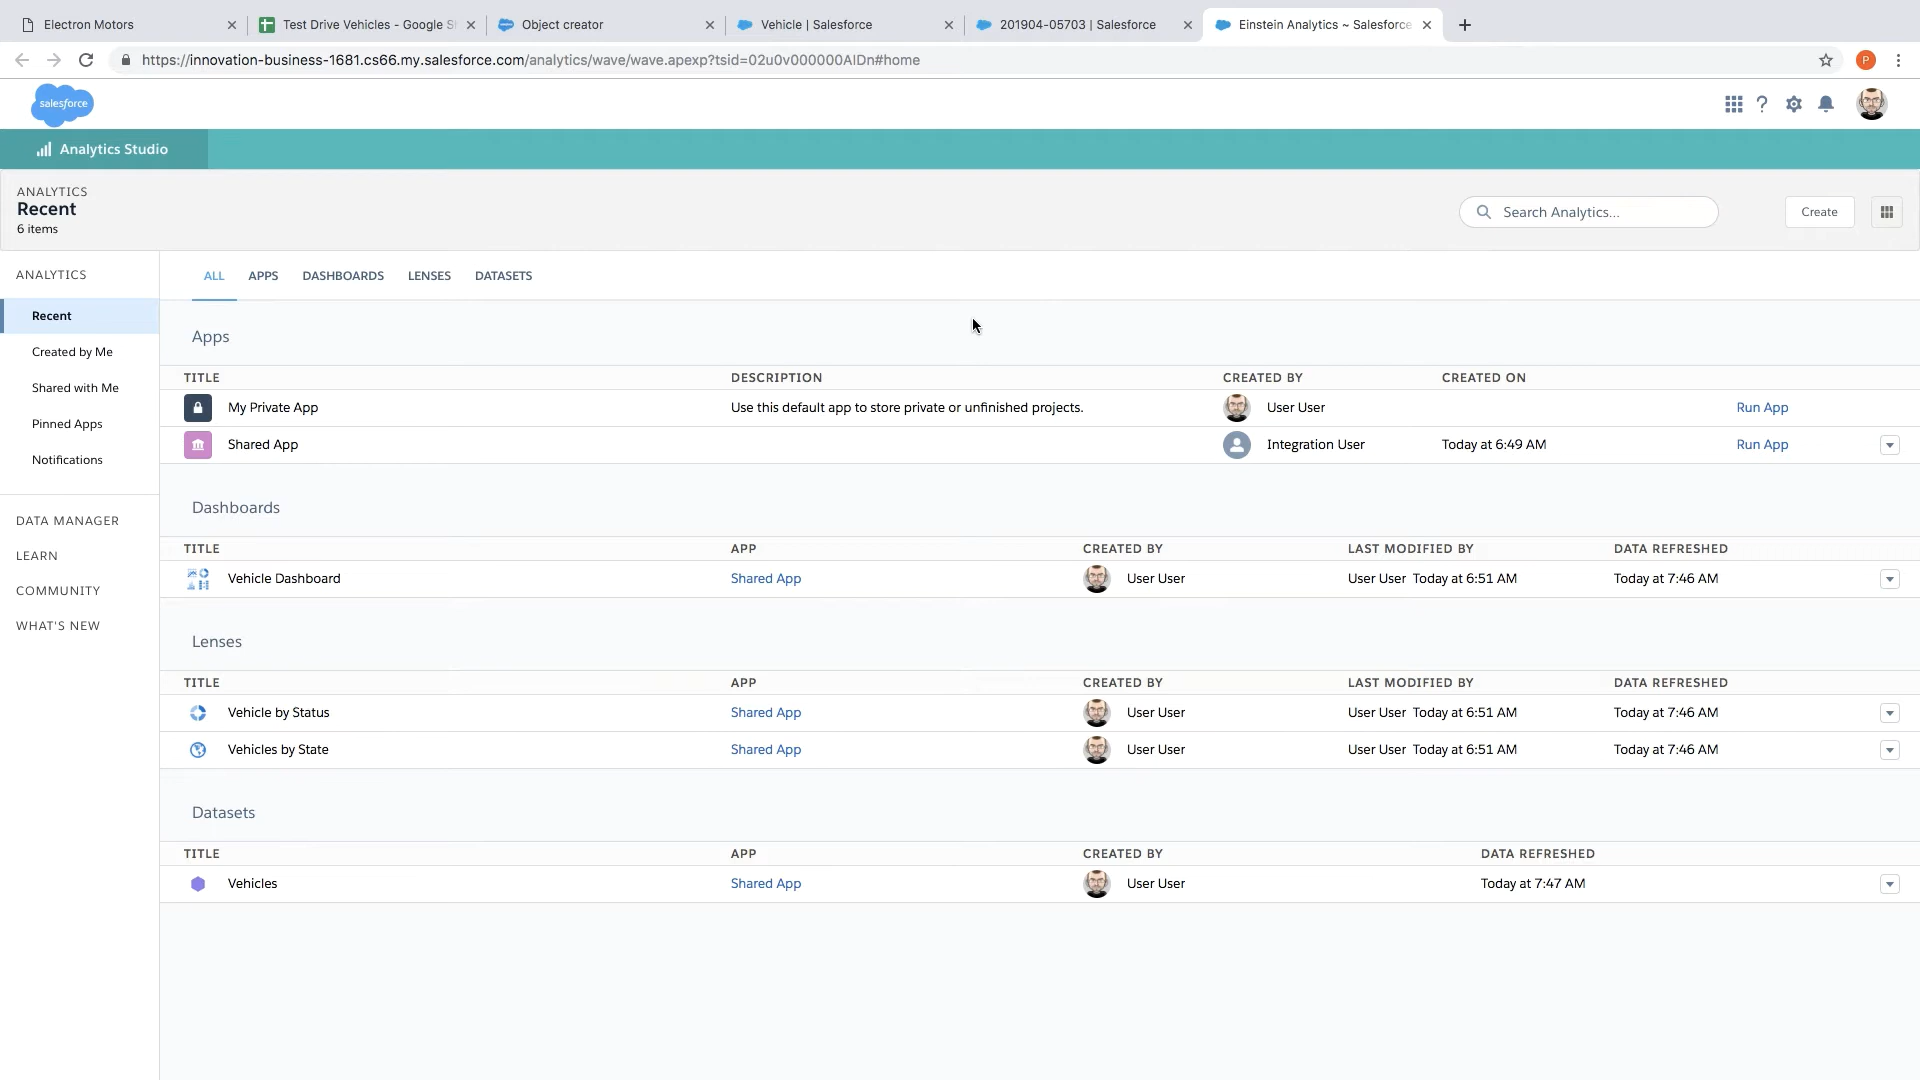 Electron Motors
Test Drive Vehicles - Google Sh
Object creator
Vehicle | Salesforce
201904-05703 | Salesforce
Einstein Analytics ~ Salesforce
https://innovation-business-1681.cs66.my.salesforce.com/analytics/wave/wave.apexp?tsid=02u0v000000AIDn#home
P
salesforce
Analytics Studio
ANALYTICS
Recent
6 items
Search Analytics...
Create
ANALYTICS
Recent
Created by Me
Shared with Me
Pinned Apps
Notifications
DATA MANAGER
LEARN
COMMUNITY
WHAT'S NEW
ALL APPS DASHBOARDS LENSES DATASETS
Apps
TITLE DESCRIPTION CREATED BY CREATED ON
My Private App Use this default app to store private or unfinished projects. User User Run App
Shared App Integration User Today at 6:49 AM Run App
Dashboards
TITLE APP CREATED BY LAST MODIFIED BY DATA REFRESHED
Vehicle Dashboard Shared App User User User User Today at 6:51 AM Today at 7:46 AM
Lenses
TITLE APP CREATED BY LAST MODIFIED BY DATA REFRESHED
Vehicle by Status Shared App User User User User Today at 6:51 AM Today at 7:46 AM
Vehicles by State Shared App User User User User Today at 6:51 AM Today at 7:46 AM
Datasets
TITLE APP CREATED BY DATA REFRESHED
Vehicles Shared App User User Today at 7:47 AM